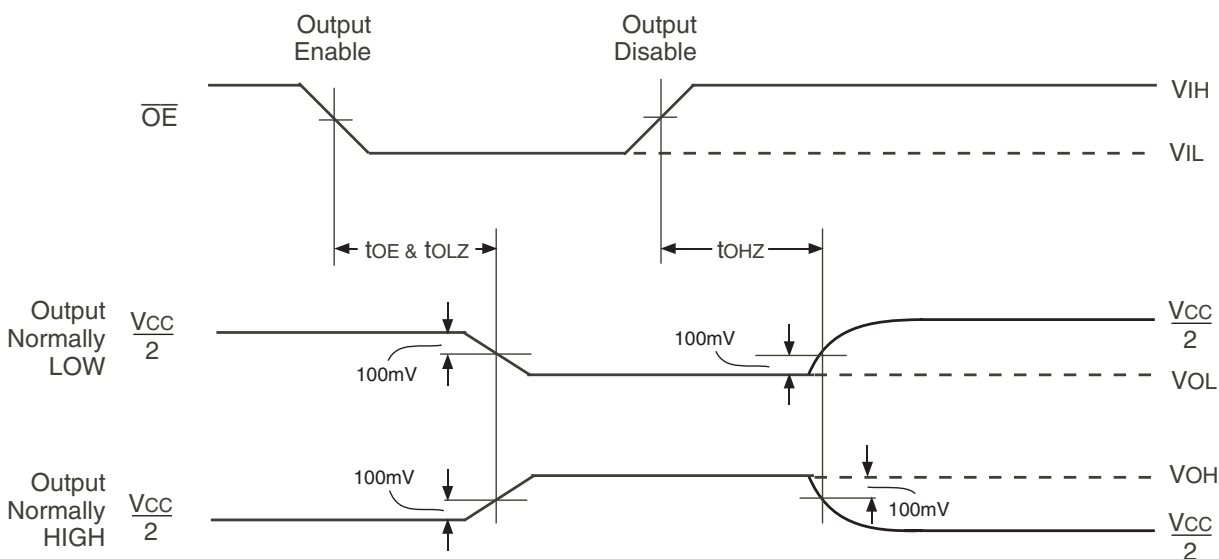 Output
Enable
Output
Disable
OE
VIH
VIL
tOE & tOLZ
tOHZ
Output
Normally
LOW
VCC
2
100mV
100mV
VCC
2
VOL
Output
Normally
HIGH
VCC
2
100mV
VOH
100mV
VCC
2